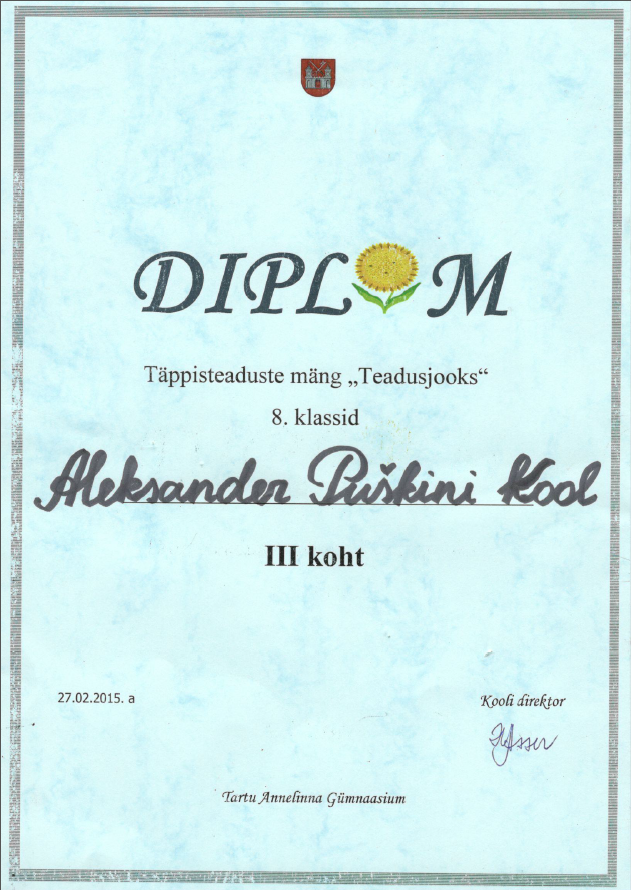 DIPLOM
Täppisteaduste mäng „Teadusjooks“
8. klassid
Aleksander Puškini Kool
III koht
27.02.2015. a
Kooli direktor
Tartu Annelinna Gümnaasium